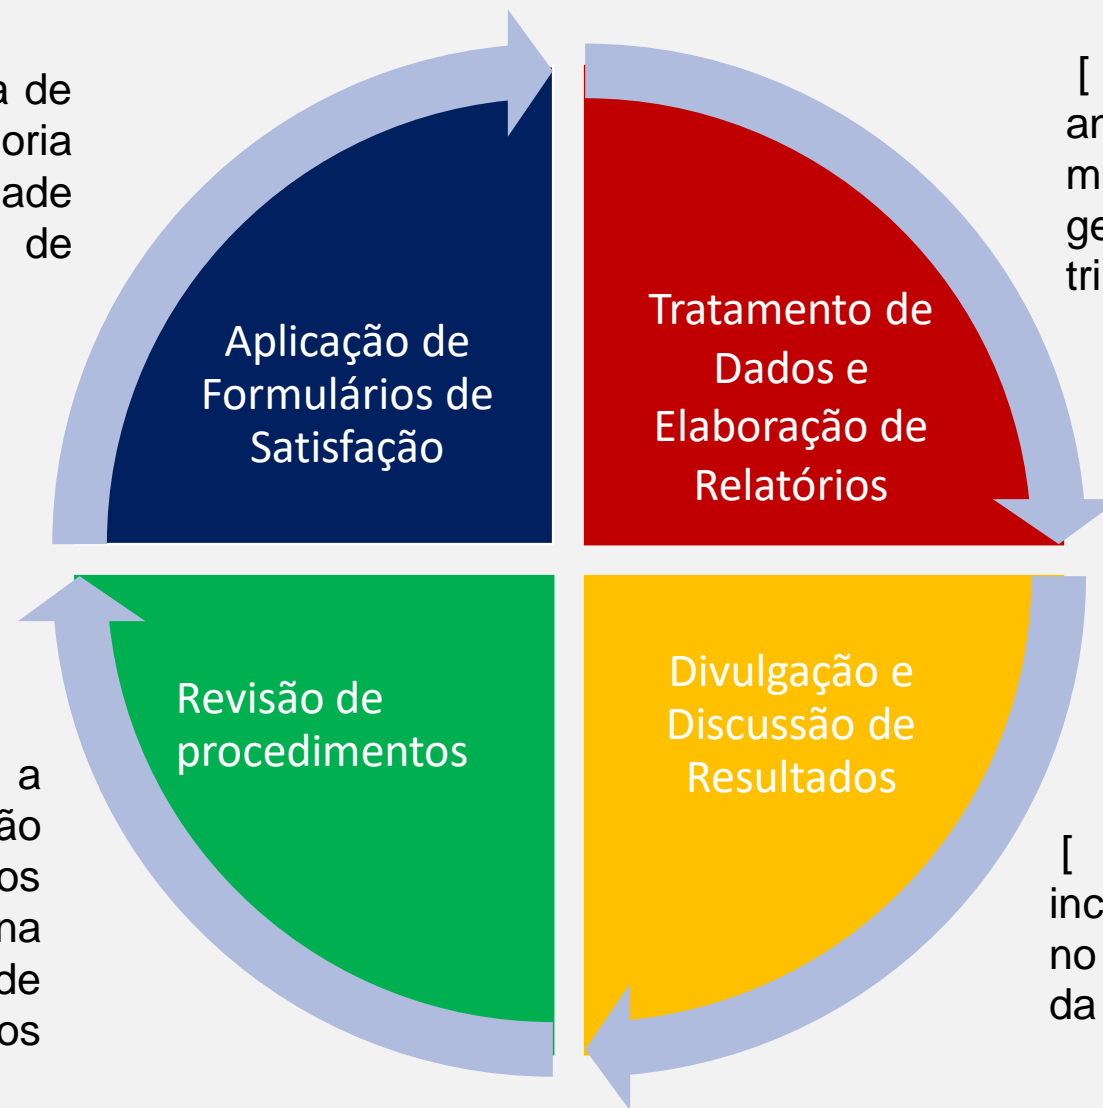 a de
oria
ade
de
Aplicação de
Formulários de
Satisfação
[
m
ge
tri
Tratamento de
Dados e
Elaboração de
Relatórios
a
ão
os
na
de
os
Revisão de
procedimentos
Divulgação e
Discussão de
Resultados
[
inc
no
da